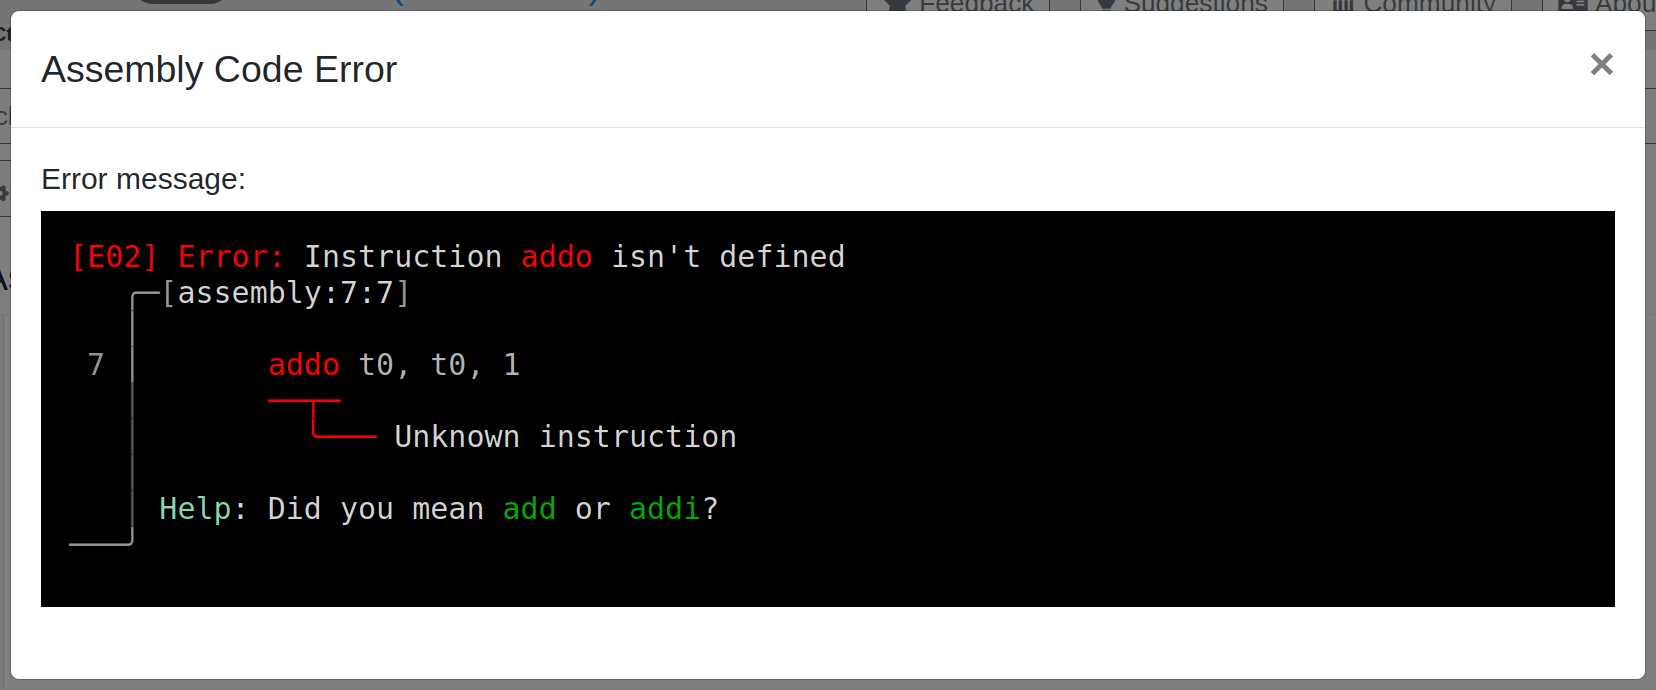 Feedback
Suggestions
Community
Assembly Code Error
×
Error message:
[E02] Error: Instruction addo isn't defined
[assembly:7:7]
7 addo t0, t0, 1
Unknown instruction
Help: Did you mean add or addi?